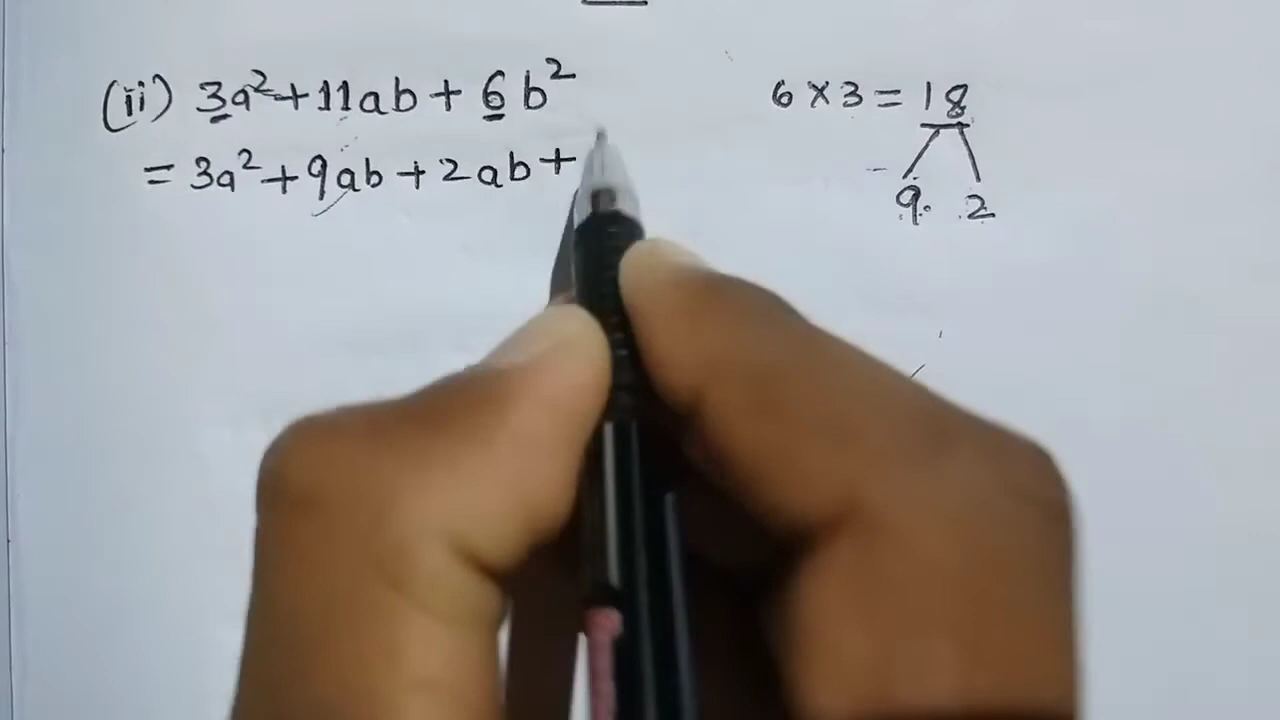 (ii) 3a²+11ab+6b²
6×3=18
=3a²+9ab+2ab+
9. 2